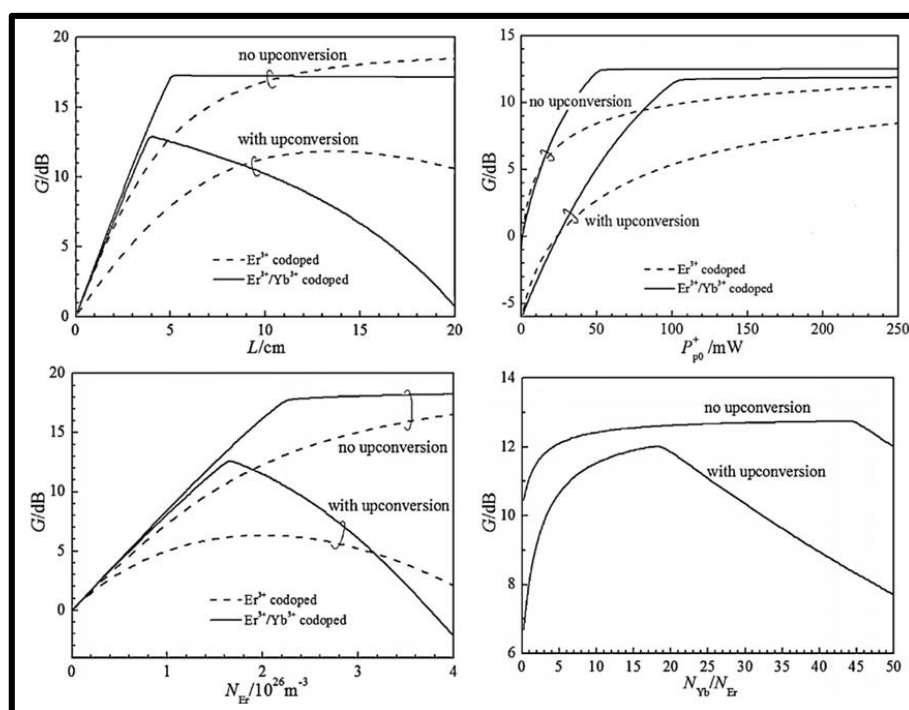 20
15
10
5
0
G/dB
no upconversion
with upconversion
Er³⁺ codoped
Er³⁺/Yb³⁺ codoped
0 5 10 15 20
L/cm
15
10
5
0
-5
G/dB
no upconversion
with upconversion
Er³⁺ codoped
Er³⁺/Yb³⁺ codoped
0 50 100 150 200 250
P⁺p0 /mW
20
15
10
5
0
G/dB
no upconversion
with upconversion
Er³⁺ codoped
Er³⁺/Yb³⁺ codoped
0 1 2 3 4
N_Er/10²⁶m⁻³
14
12
10
8
6
G/dB
no upconversion
with upconversion
0 5 10 15 20 25 30 35 40 45 50
N_Yb/N_Er